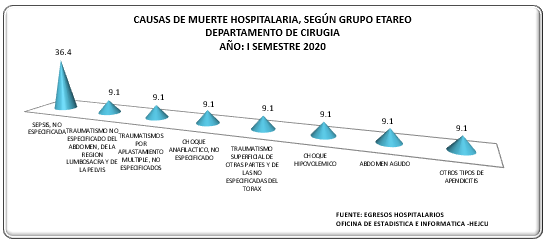 CAUSAS DE MUERTE HOSPITALARIA, SEGÚN GRUPO ETAREO
DEPARTAMENTO DE CIRUGIA
AÑO: I SEMESTRE 2020
36.4
9.1
9.1
9.1
9.1
9.1
9.1
9.1
SEPSIS, NO
ESPECIFICADA
TRAUMATISMO NO
ESPECIFICADO DEL
ABDOMEN, DE LA
REGION
LUMBOSACRA Y DE
LA PELVIS
TRAUMATISMOS
POR
APLASTAMIENTO
MULTIPLE, NO
ESPECIFICADOS
CHOQUE
ANAFILACTICO, NO
ESPECIFICADO
TRAUMATISMO
SUPERFICIAL DE
OTRAS PARTES Y DE
LAS NO
ESPECIFICADAS DEL
TORAX
CHOQUE
HIPOVOLEMICO
ABDOMEN AGUDO
OTROS TIPOS DE
APENDICITIS
FUENTE: EGRESOS HOSPITALARIOS
OFICINA DE ESTADISTICA E INFORMATICA -HEJCU